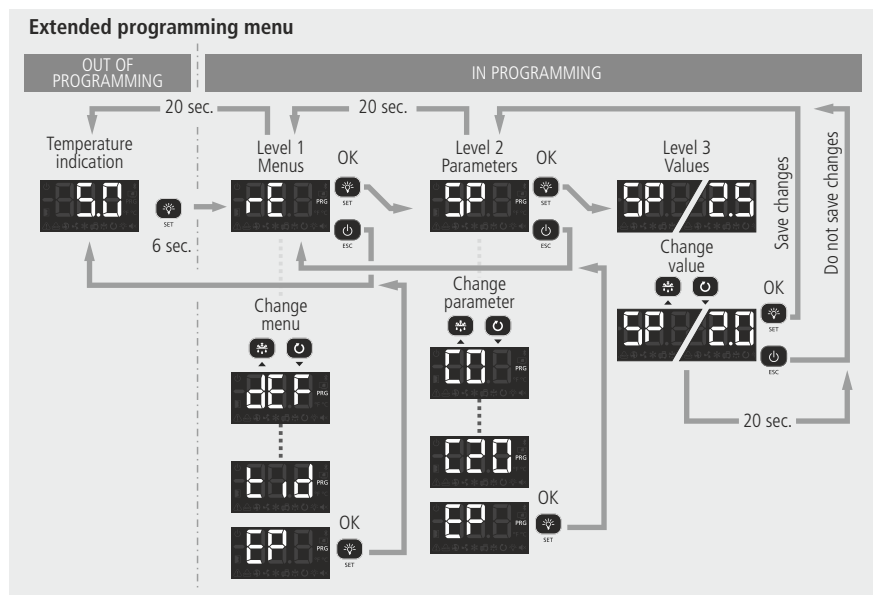 Extended programming menu
OUT OF
PROGRAMMING
IN PROGRAMMING
20 sec.
20 sec.
Temperature
indication
Level 1
Menus
OK
Level 2
Parameters
OK
Level 3
Values
5.0
SET
6 sec.
rE
PRG
SET
ESC
SP
PRG
SET
ESC
SP / 2.5
Save changes
Do not save changes
Change
value
SP / 2.0
OK
SET
ESC
20 sec.
Change
menu
dEF
PRG
tid
PRG
EP
PRG
OK
SET
Change
parameter
C0
PRG
C20
PRG
EP
PRG
OK
SET